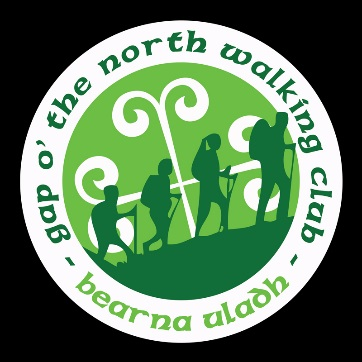 gap o' the north walking club
bearna uladh